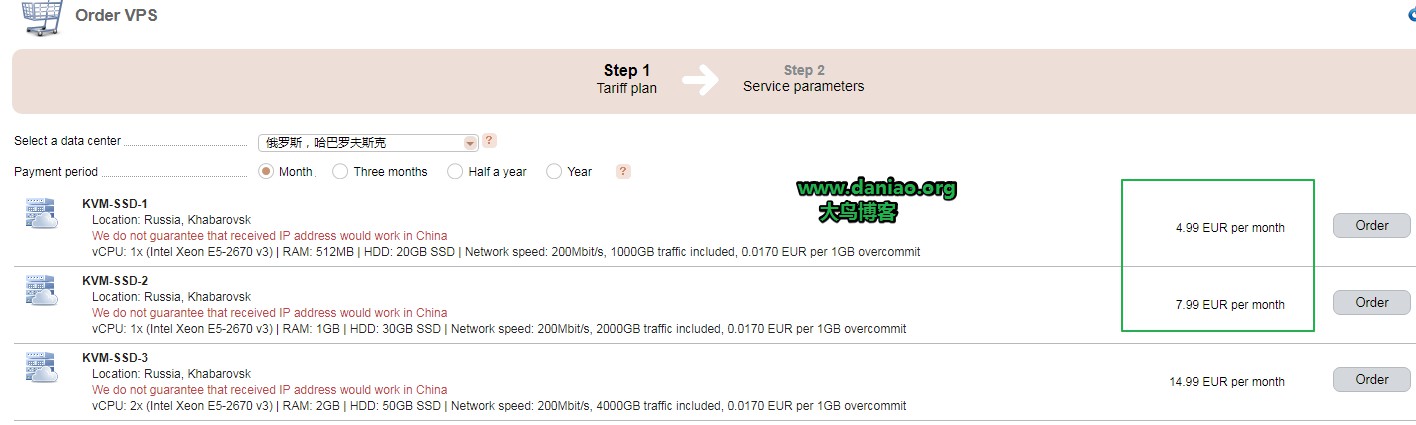 Order VPS
Step 1
Tariff plan
Step 2
Service parameters
Select a data center
俄罗斯，哈巴罗夫斯克
?
Payment period
Month
Three months
Half a year
Year
?
www.daniao.org
大鸟博客
KVM-SSD-1
Location: Russia, Khabarovsk
We do not guarantee that received IP address would work in China
vCPU: 1x (Intel Xeon E5-2670 v3) | RAM: 512MB | HDD: 20GB SSD | Network speed: 200Mbit/s, 1000GB traffic included, 0.0170 EUR per 1GB overcommit
4.99 EUR per month
Order
KVM-SSD-2
Location: Russia, Khabarovsk
We do not guarantee that received IP address would work in China
vCPU: 1x (Intel Xeon E5-2670 v3) | RAM: 1GB | HDD: 30GB SSD | Network speed: 200Mbit/s, 2000GB traffic included, 0.0170 EUR per 1GB overcommit
7.99 EUR per month
Order
KVM-SSD-3
Location: Russia, Khabarovsk
We do not guarantee that received IP address would work in China
vCPU: 2x (Intel Xeon E5-2670 v3) | RAM: 2GB | HDD: 50GB SSD | Network speed: 200Mbit/s, 4000GB traffic included, 0.0170 EUR per 1GB overcommit
14.99 EUR per month
Order